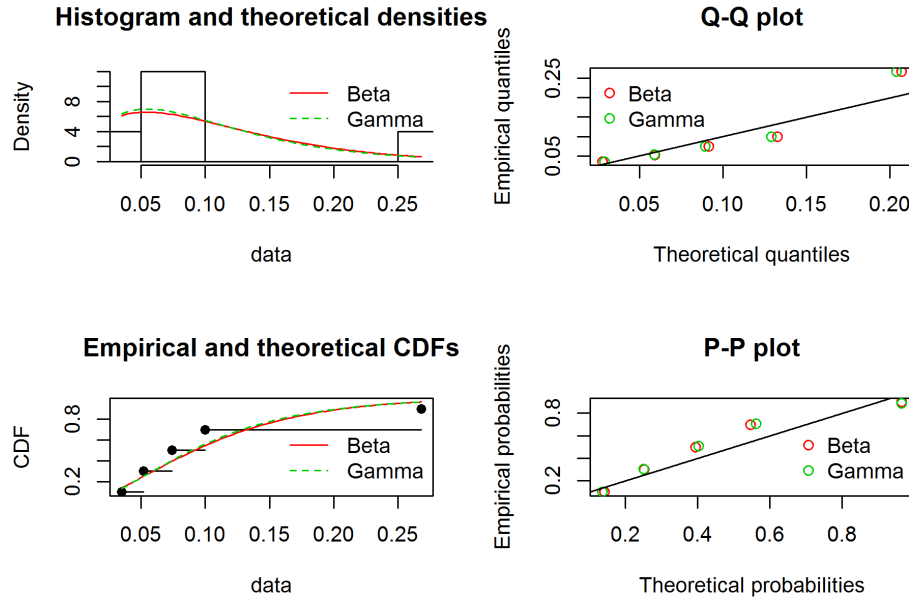 Histogram and theoretical densities
Density
0 4 8
Beta
Gamma
0.05 0.10 0.15 0.20 0.25
data
Q-Q plot
Empirical quantiles
0.05 0.25
Beta
Gamma
0.05 0.10 0.15 0.20
Theoretical quantiles
Empirical and theoretical CDFs
CDF
0.2 0.8
Beta
Gamma
0.05 0.10 0.15 0.20 0.25
data
P-P plot
Empirical probabilities
0.2 0.8
Beta
Gamma
0.2 0.4 0.6 0.8
Theoretical probabilities